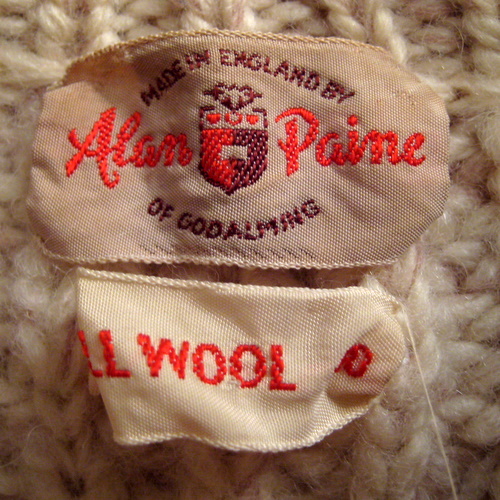 MADE IN ENGLAND BY
Alan Paine
OF GODALMING
LL WOOL